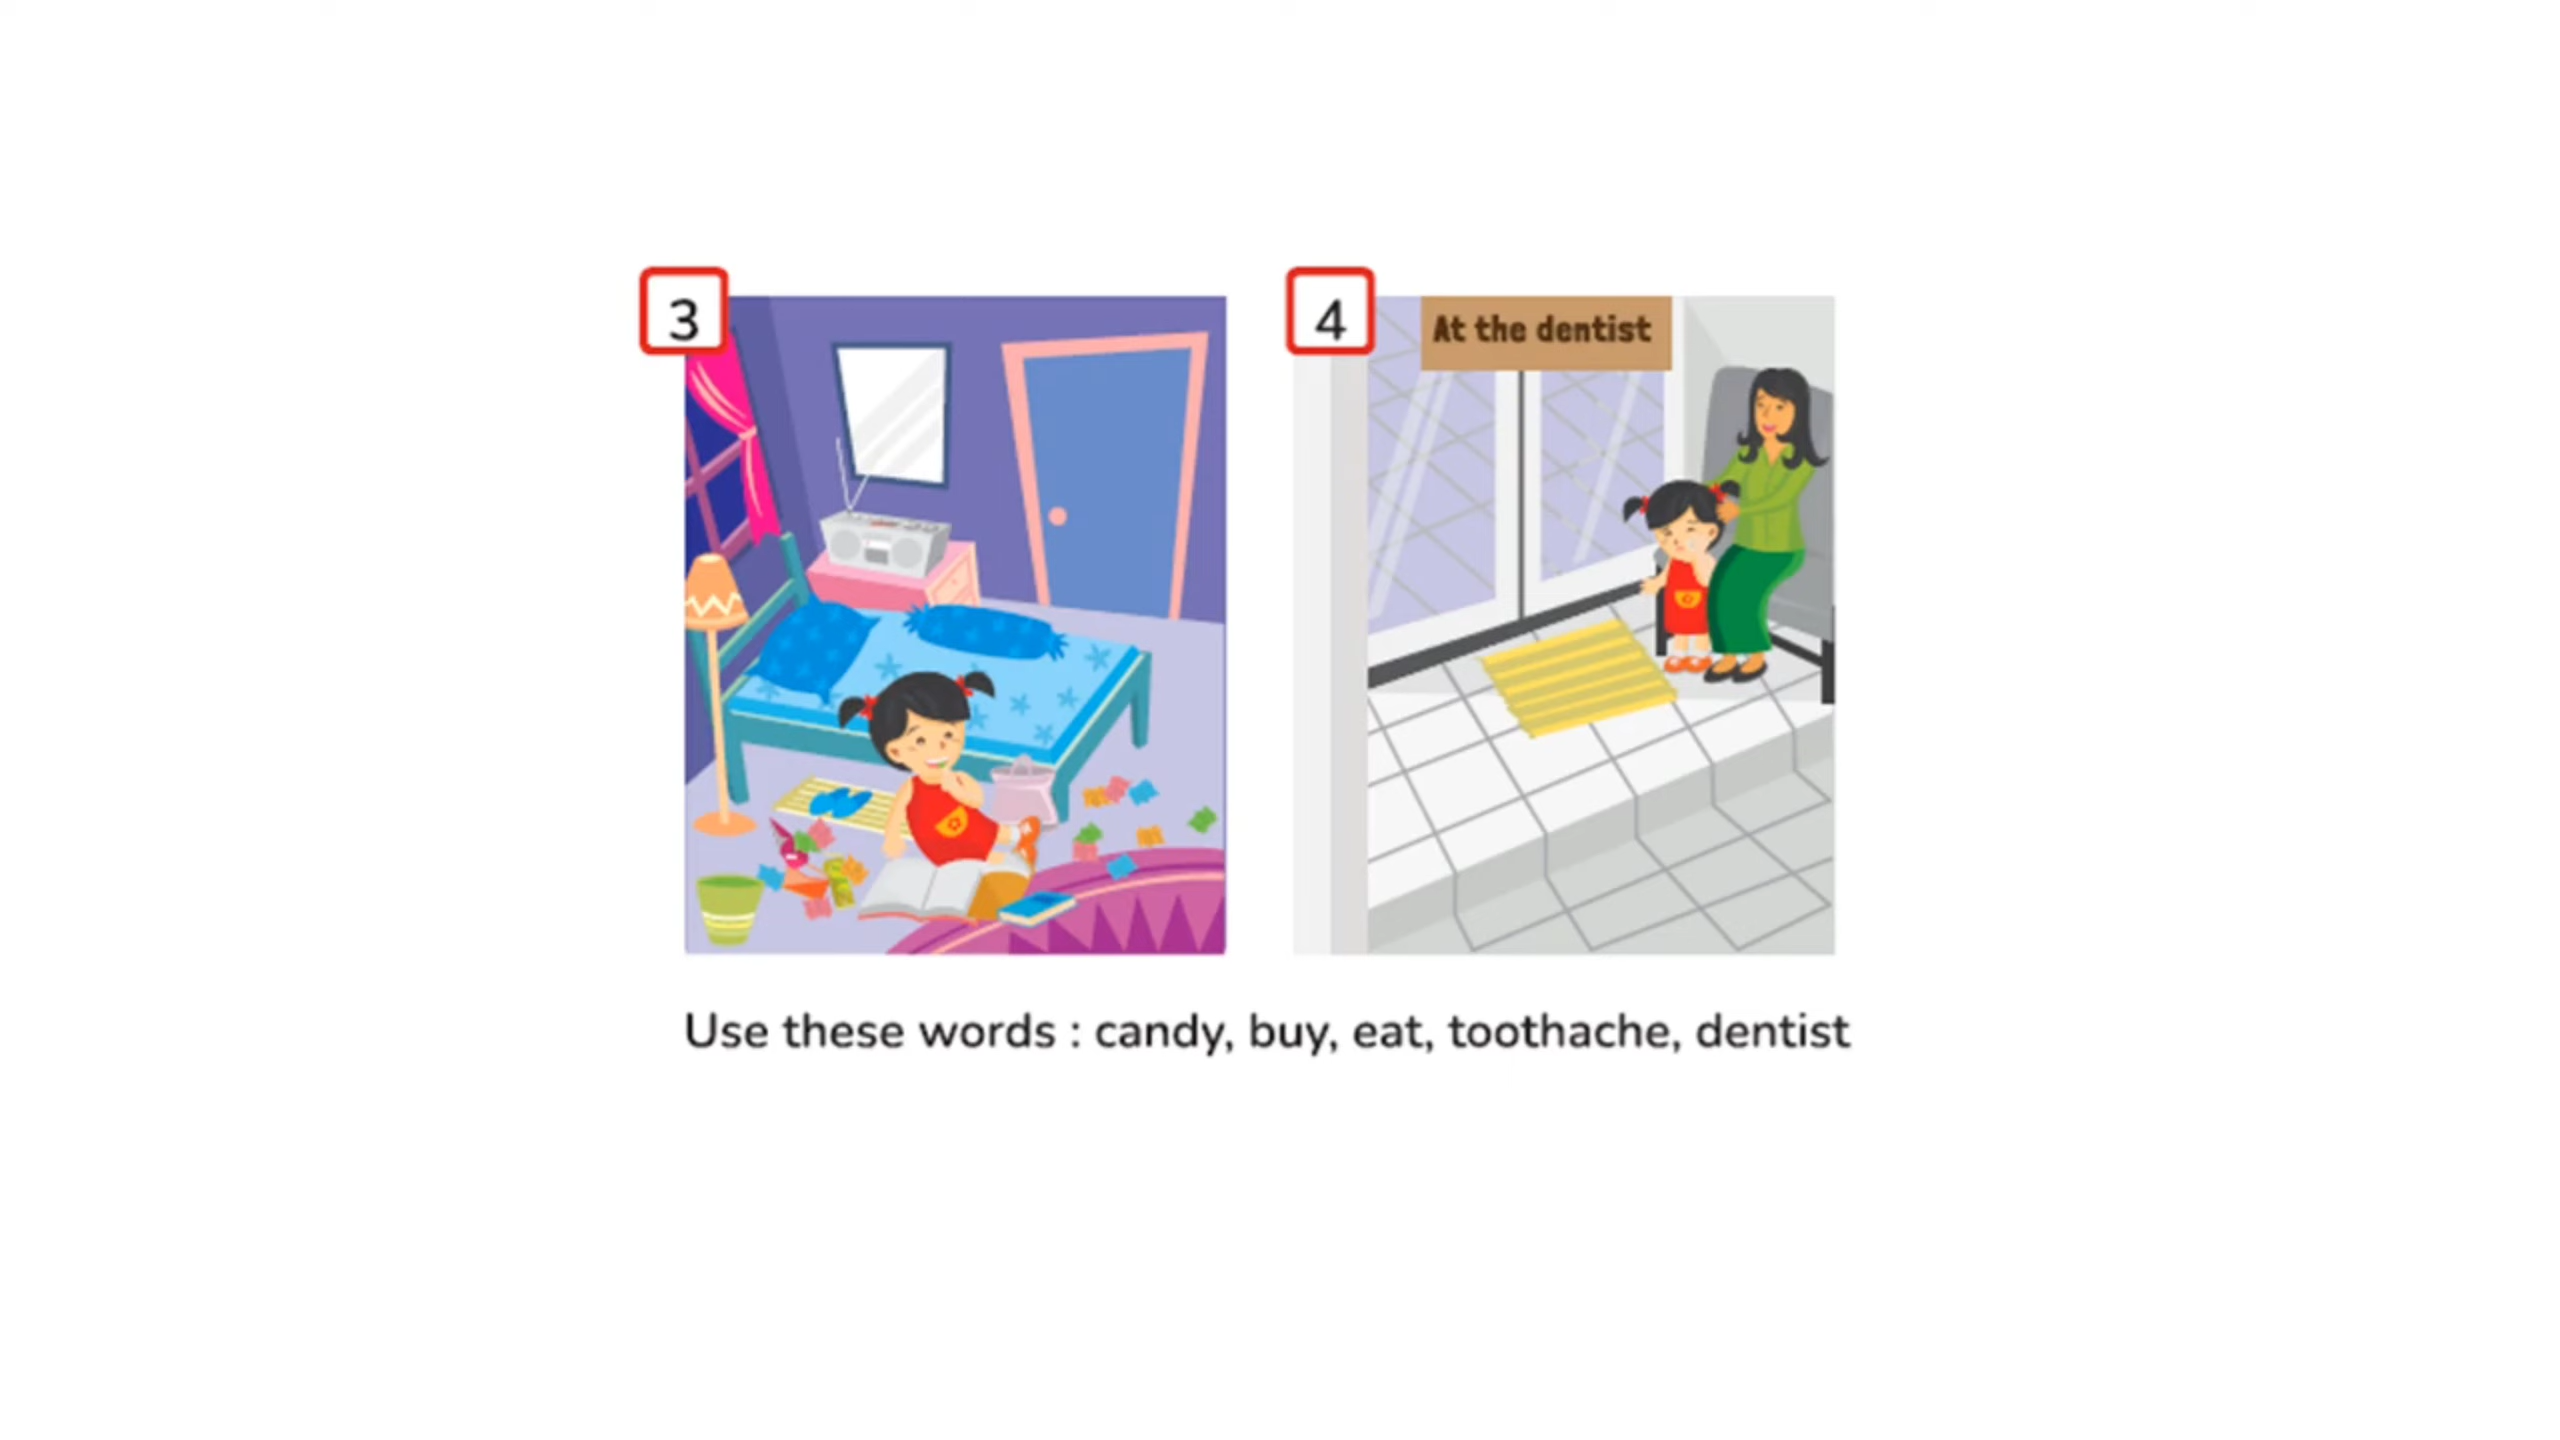 3
4
At the dentist
Use these words : candy, buy, eat, toothache, dentist